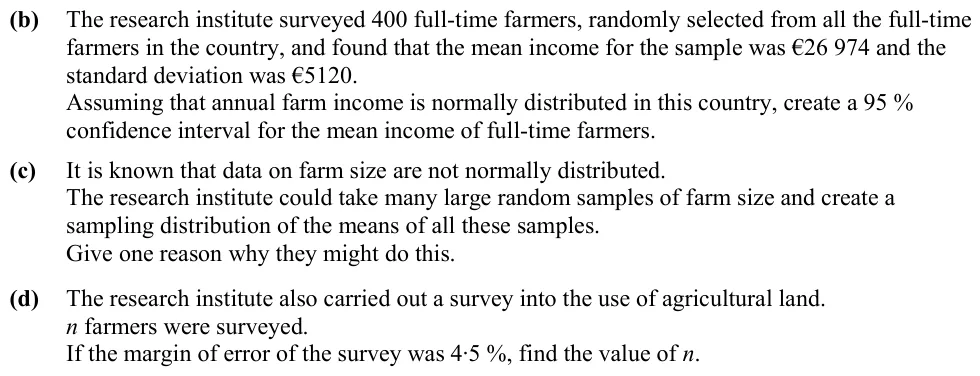 (b) The research institute surveyed 400 full-time farmers, randomly selected from all the full-time
farmers in the country, and found that the mean income for the sample was €26 974 and the
standard deviation was €5120.
Assuming that annual farm income is normally distributed in this country, create a 95 %
confidence interval for the mean income of full-time farmers.
(c) It is known that data on farm size are not normally distributed.
The research institute could take many large random samples of farm size and create a
sampling distribution of the means of all these samples.
Give one reason why they might do this.
(d) The research institute also carried out a survey into the use of agricultural land.
n farmers were surveyed.
If the margin of error of the survey was 4·5 %, find the value of n.